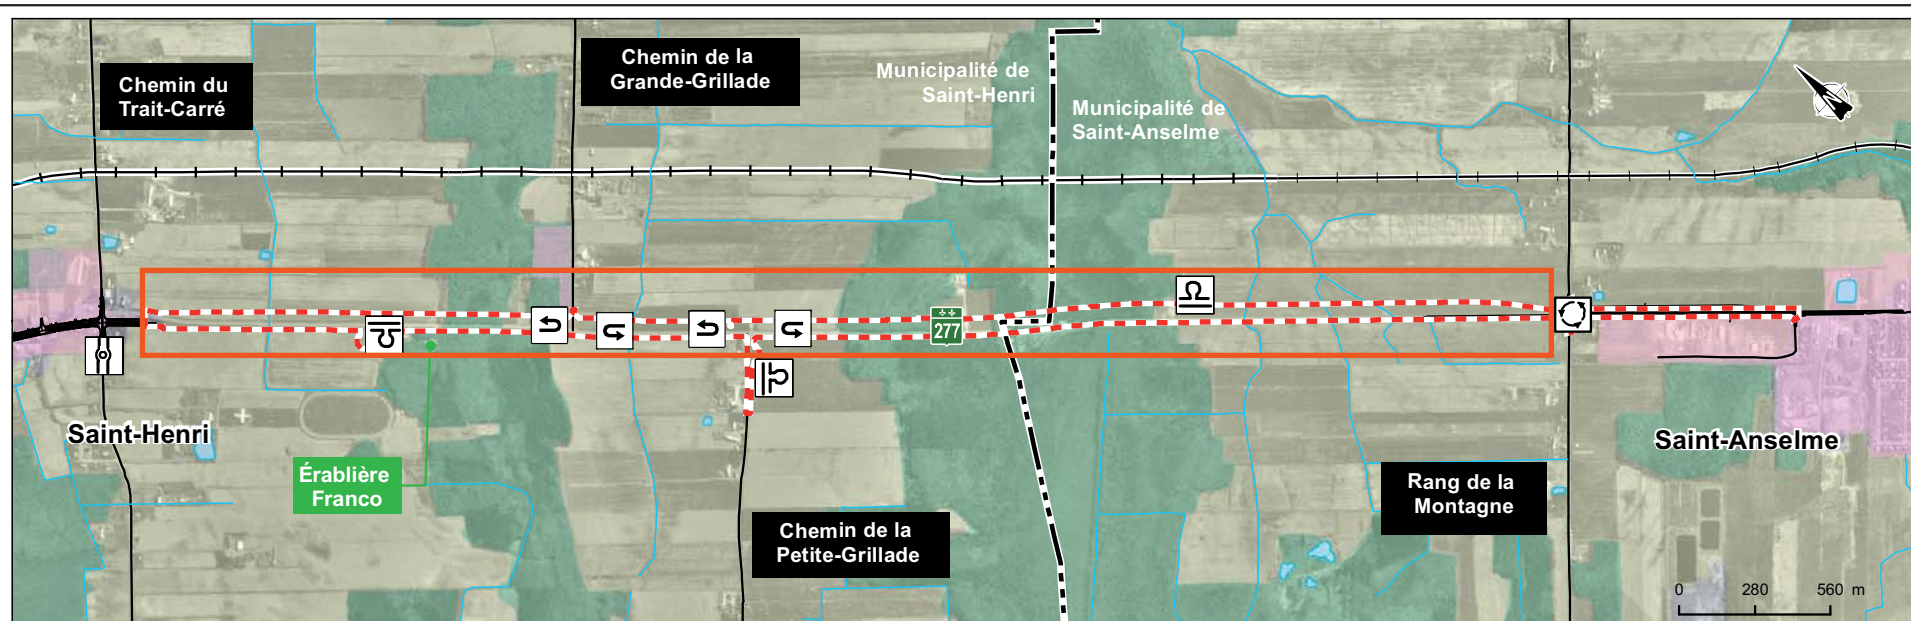 Chemin du
Trait-Carré
Chemin de la
Grande-Grillade
Municipalité de
Saint-Henri
Municipalité de
Saint-Anselme
277
Saint-Henri
Saint-Anselme
Érablière
Franco
Chemin de la
Petite-Grillade
Rang de la
Montagne
0 280 560 m